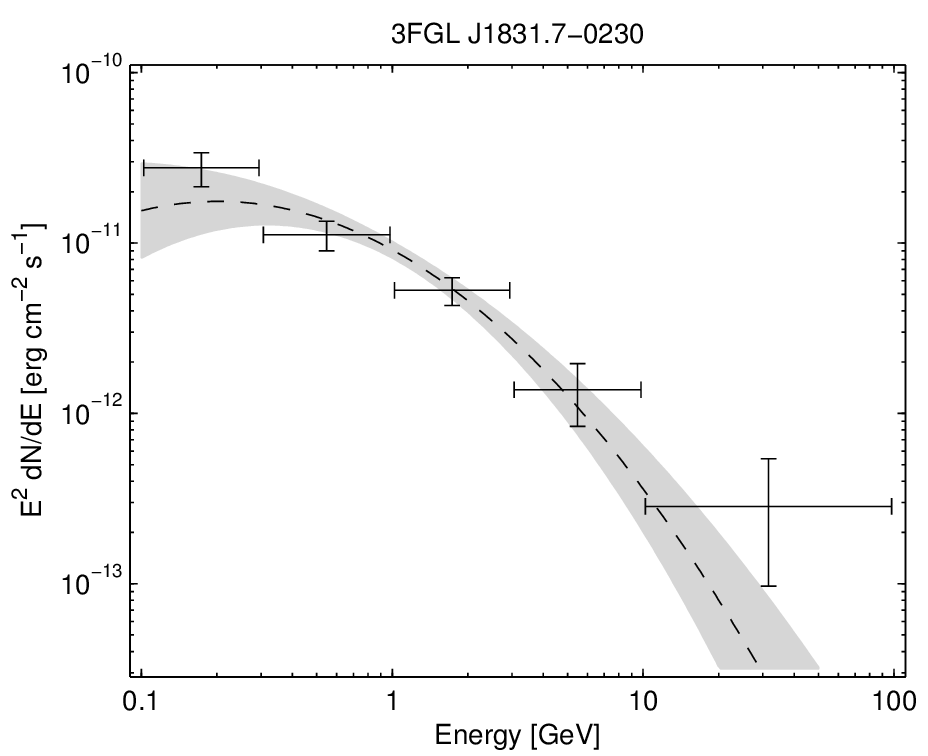 3FGL J1831.7−0230
10⁻¹⁰
10⁻¹¹
10⁻¹²
10⁻¹³
E² dN/dE [erg cm⁻² s⁻¹]
0.1 1 10 100
Energy [GeV]